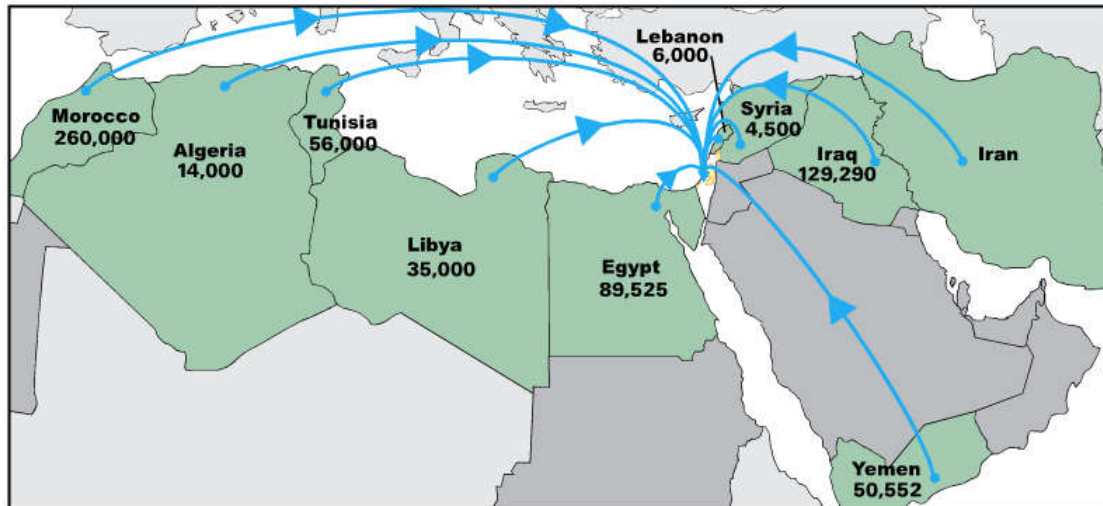 Lebanon
6,000
Morocco
260,000
Algeria
14,000
Tunisia
56,000
Syria
4,500
Iraq
129,290
Iran
Libya
35,000
Egypt
89,525
Yemen
50,552